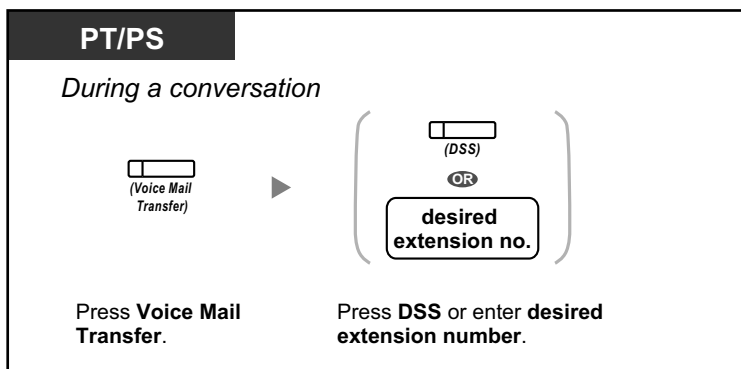 PT/PS
During a conversation
(Voice Mail
Transfer)
(DSS)
OR
desired
extension no.
Press Voice Mail
Transfer.
Press DSS or enter desired
extension number.